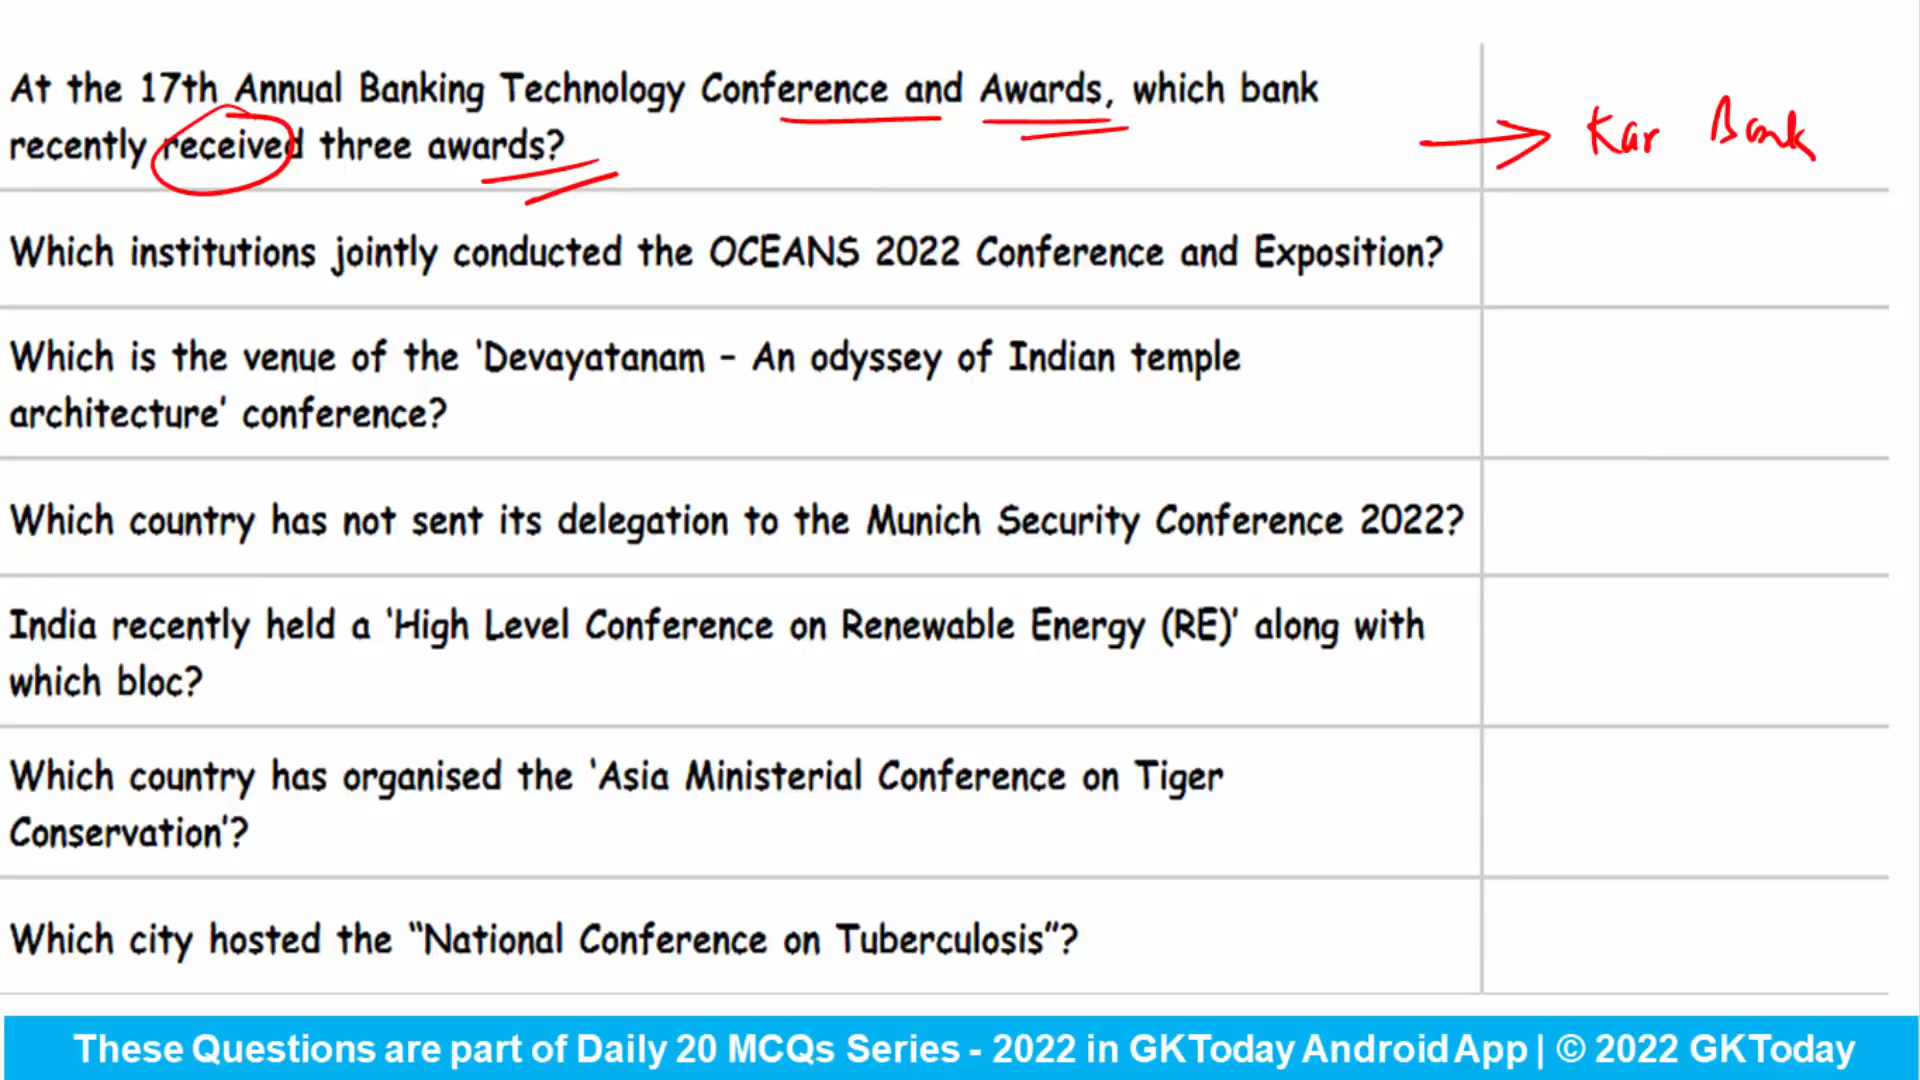 At the 17th Annual Banking Technology Conference and Awards, which bank
recently received three awards?
Kar Bank
Which institutions jointly conducted the OCEANS 2022 Conference and Exposition?
Which is the venue of the ‘Devayatanam – An odyssey of Indian temple
architecture’ conference?
Which country has not sent its delegation to the Munich Security Conference 2022?
India recently held a ‘High Level Conference on Renewable Energy (RE)’ along with
which bloc?
Which country has organised the ‘Asia Ministerial Conference on Tiger
Conservation’?
Which city hosted the “National Conference on Tuberculosis”?
These Questions are part of Daily 20 MCQs Series - 2022 in GKToday Android App | © 2022 GKToday